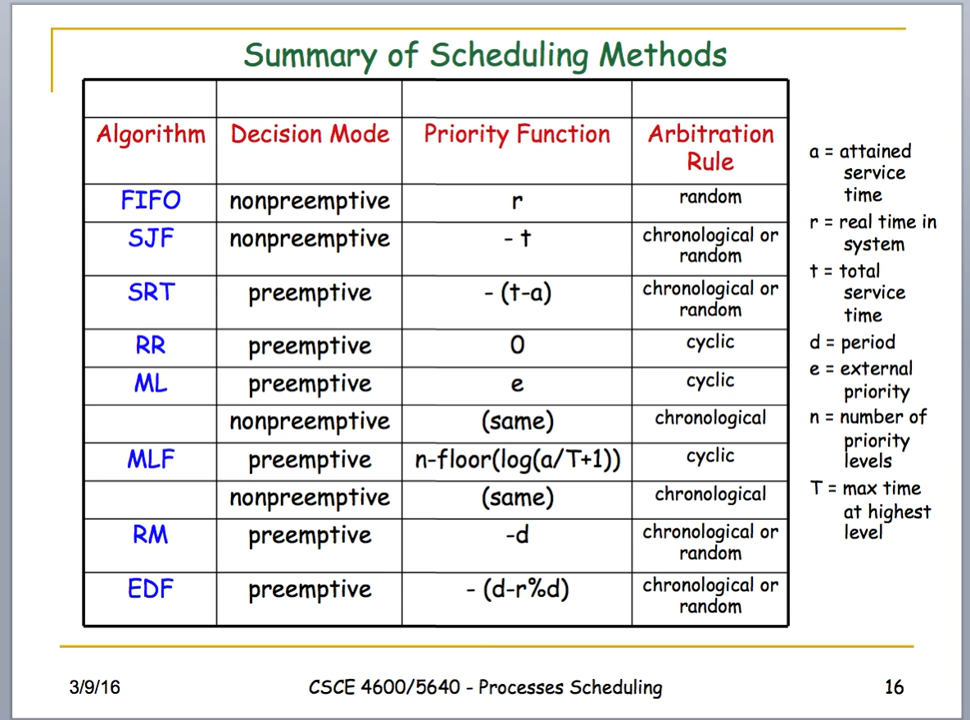 Summary of Scheduling Methods
Algorithm Decision Mode Priority Function Arbitration
Rule
FIFO nonpreemptive r random
SJF nonpreemptive - t chronological or
random
SRT preemptive - (t-a) chronological or
random
RR preemptive 0 cyclic
ML preemptive e cyclic
nonpreemptive (same) chronological
MLF preemptive n-floor(log(a/T+1)) cyclic
nonpreemptive (same) chronological
RM preemptive -d chronological or
random
EDF preemptive - (d-r%d) chronological or
random
a = attained
service
time
r = real time in
system
t = total
service
time
d = period
e = external
priority
n = number of
priority
levels
T = max time
at highest
level
3/9/16 CSCE 4600/5640 - Processes Scheduling 16